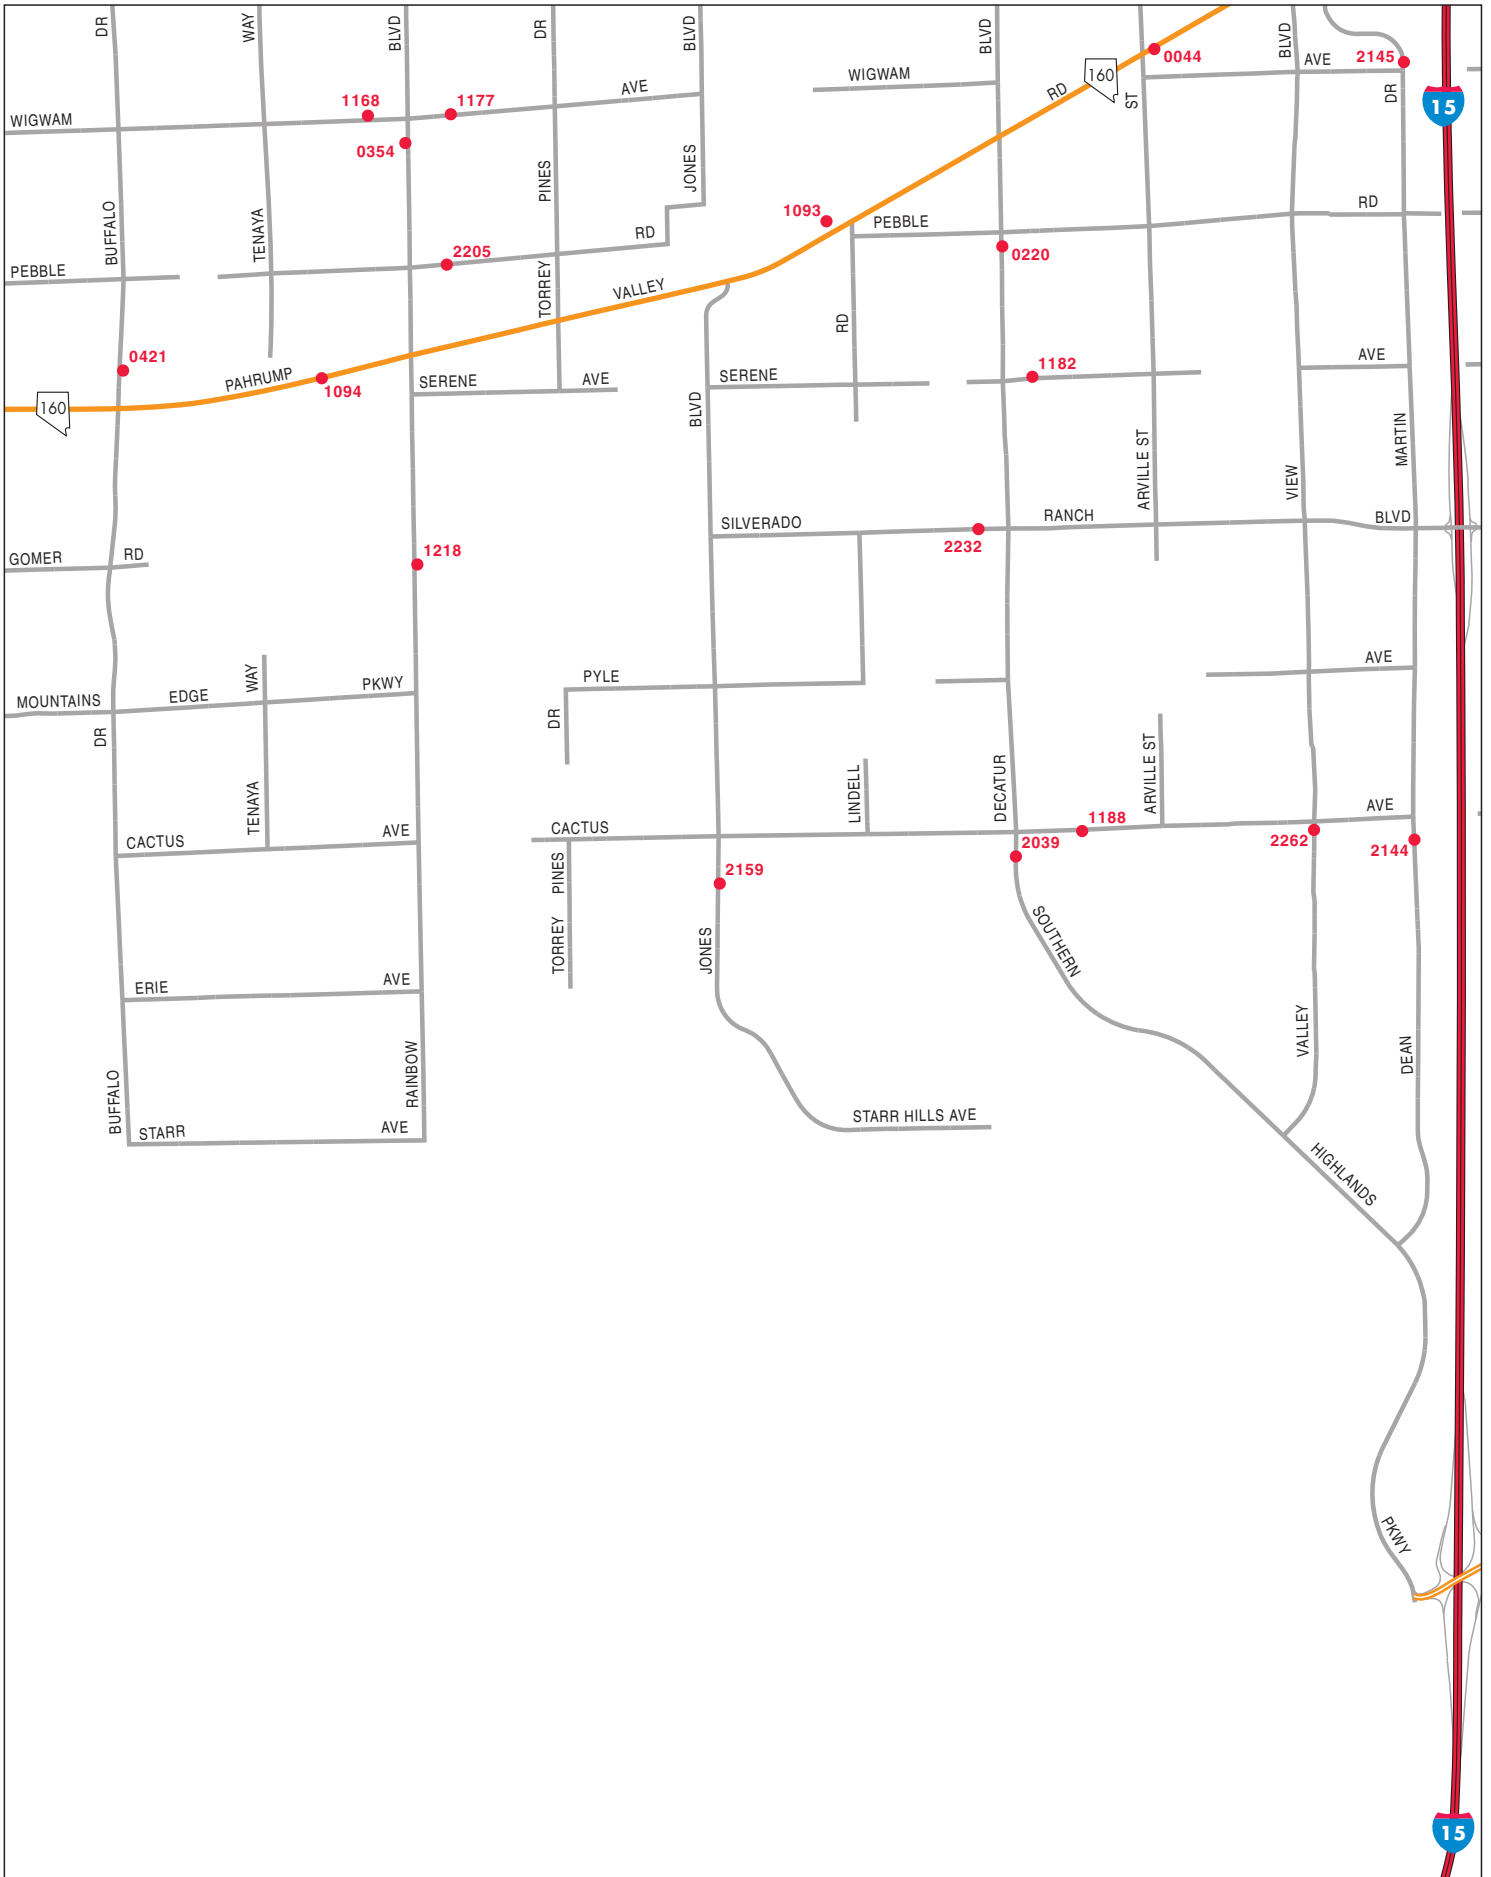 DR
WAY
BLVD
DR
BLVD
BLVD
BLVD
0044
AVE
2145
160
WIGWAM
RD
ST
DR
15
1168
1177
AVE
WIGWAM
0354
PINES
JONES
BUFFALO
TENAYA
1093
PEBBLE
RD
RD
0220
2205
PEBBLE
TORREY
VALLEY
RD
0421
PAHRUMP
1094
160
SERENE
AVE
SERENE
1182
AVE
BLVD
ARVILLE ST
VIEW
MARTIN
SILVERADO
RANCH
BLVD
2232
GOMER
RD
1218
MOUNTAINS
EDGE
WAY
PKWY
PYLE
AVE
DR
DR
TENAYA
LINDELL
DECATUR
ARVILLE ST
CACTUS
AVE
CACTUS
1188
AVE
2039
2262
2144
PINES
2159
TORREY
JONES
SOUTHERN
ERIE
AVE
VALLEY
DEAN
BUFFALO
RAINBOW
STARR
AVE
STARR HILLS AVE
HIGHLANDS
PKWY
15